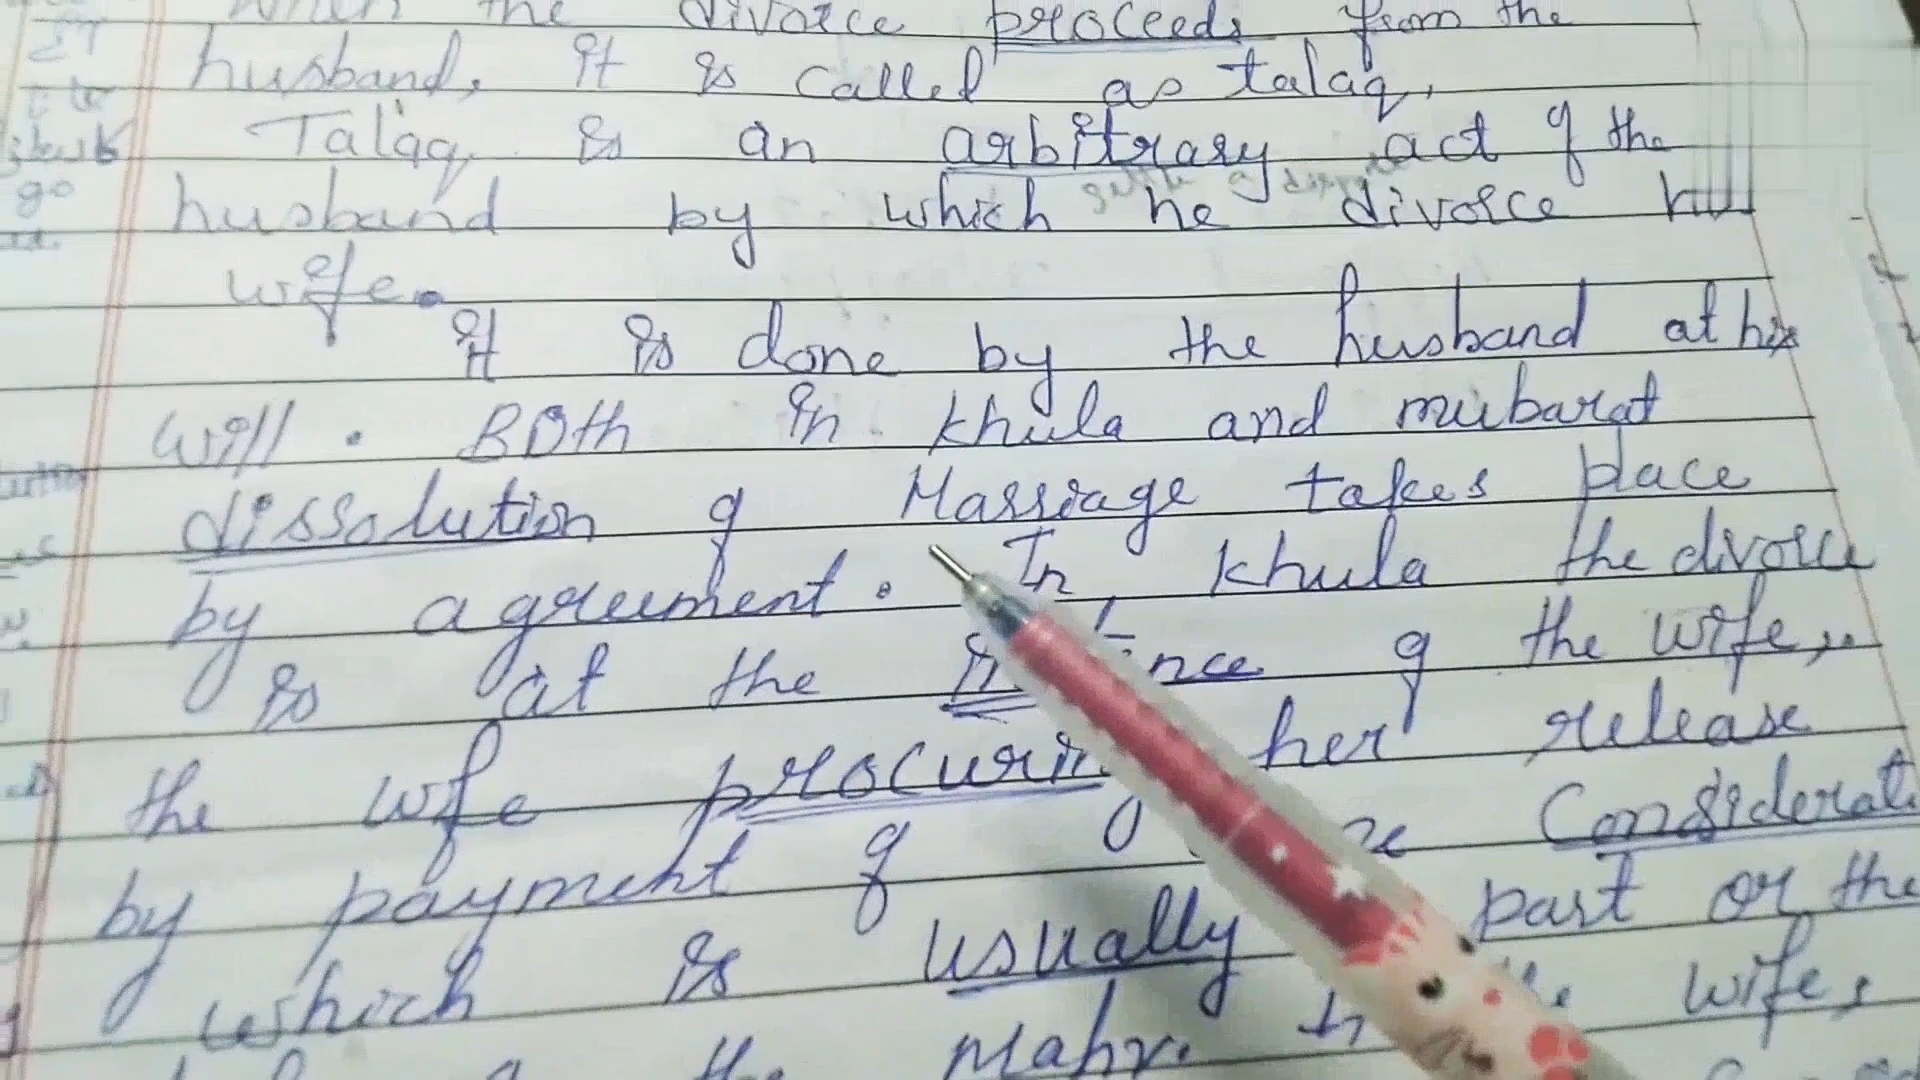 When the divorce proceeds from the
husband, it is called as talaq,
Talaq, is an arbitrary act of the
husband by which he divorce
wife.
it is done by the husband at his
will. Both in khula and mubarat
dissolution of Marriage takes place
by agreement. In khula the divorce
is at the of the wife,
the wife procuring her release
by payment of
which is usually part or the
the Mahr. wife,